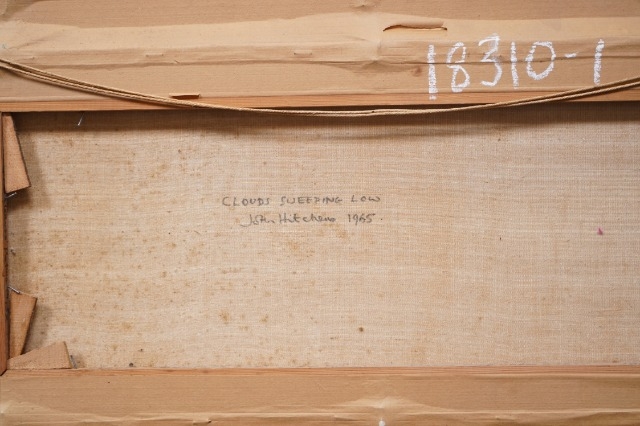 18310-1
CLOUDS SWEEPING LOW
John Hitchens 1965.